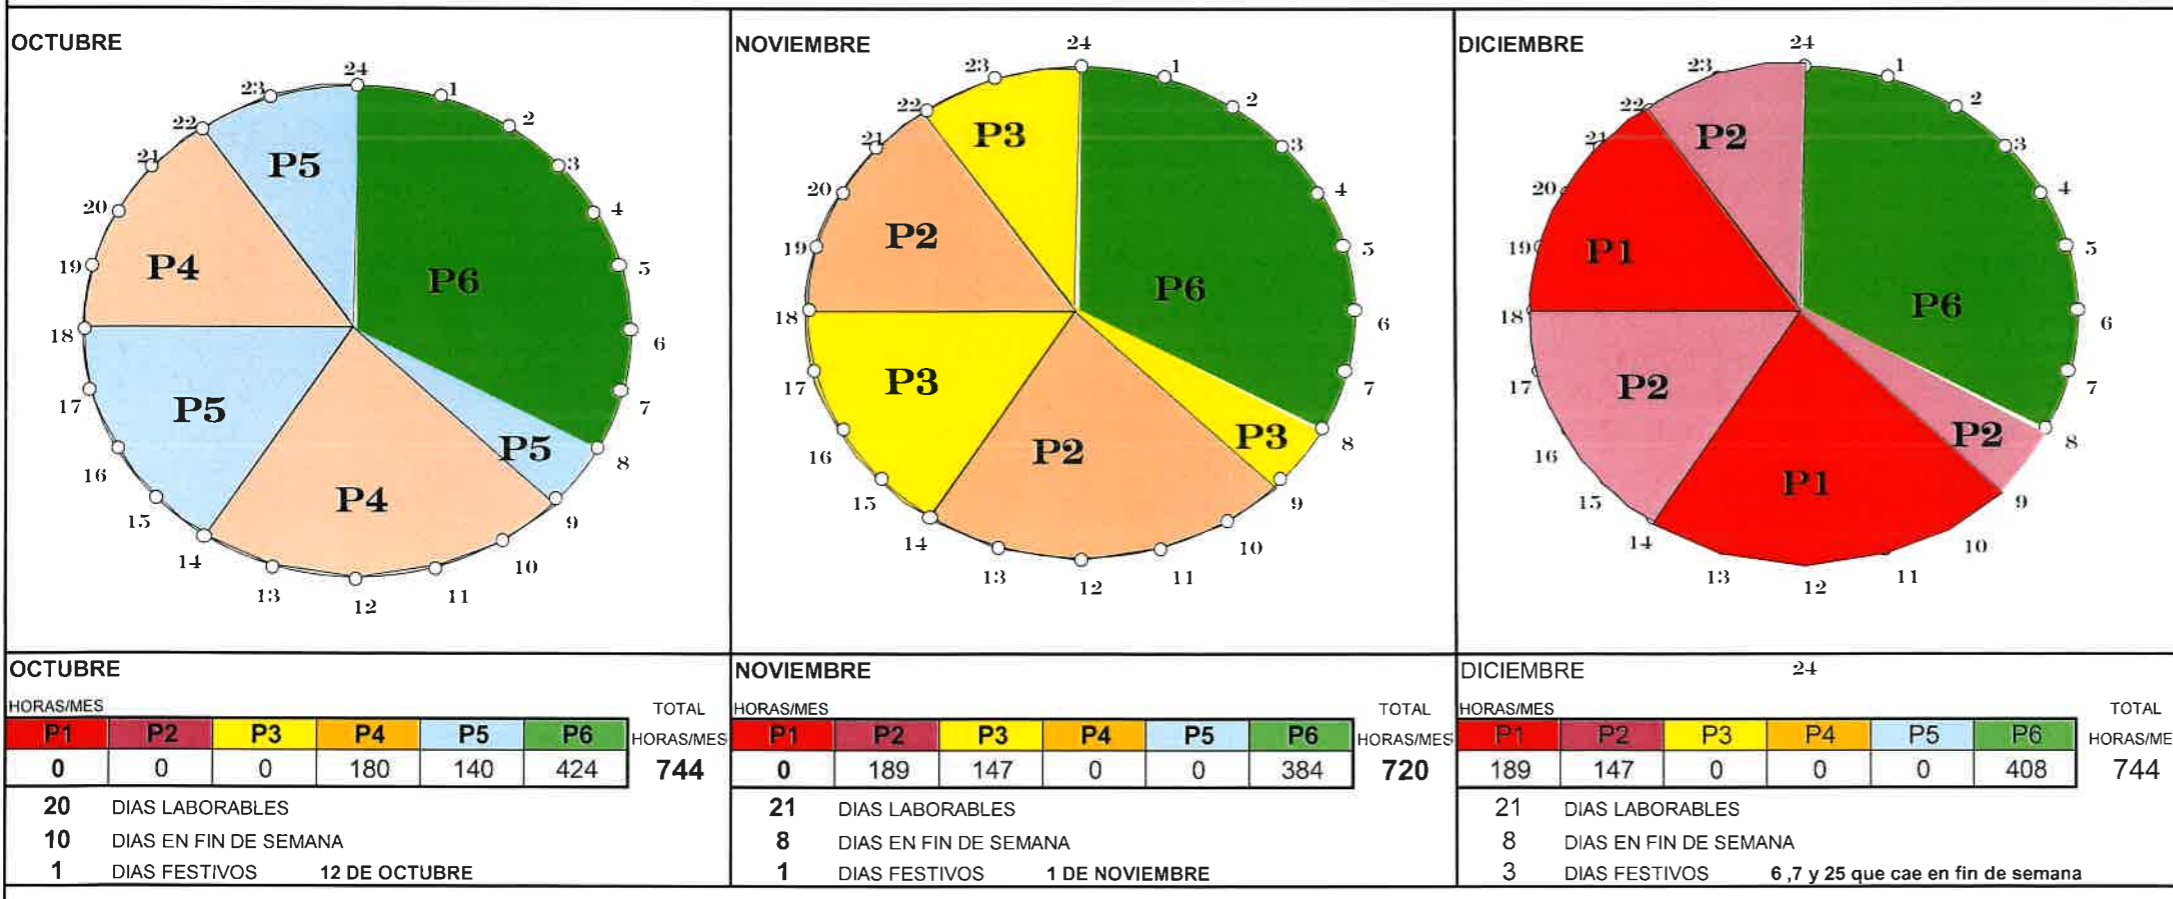 OCTUBRE
24
1
2
3
4
5
6
7
8
9
10
11
12
13
14
15
16
17
18
19
20
21
22
23
P5
P6
P4
P5
P5
P4
NOVIEMBRE
24
1
2
3
4
5
6
7
8
9
10
11
12
13
14
15
16
17
18
19
20
21
22
23
P3
P6
P2
P3
P3
P2
DICIEMBRE
24
1
2
3
4
5
6
7
8
9
10
11
12
13
14
15
16
17
18
19
20
21
22
23
P2
P6
P1
P2
P2
P1
OCTUBRE
HORAS/MES TOTAL
P1 P2 P3 P4 P5 P6 HORAS/MES
0 0 0 180 140 424 744
20 DIAS LABORABLES
10 DIAS EN FIN DE SEMANA
1 DIAS FESTIVOS 12 DE OCTUBRE
NOVIEMBRE
HORAS/MES TOTAL
P1 P2 P3 P4 P5 P6 HORAS/MES
0 189 147 0 0 384 720
21 DIAS LABORABLES
8 DIAS EN FIN DE SEMANA
1 DIAS FESTIVOS 1 DE NOVIEMBRE
DICIEMBRE 24
HORAS/MES TOTAL
P1 P2 P3 P4 P5 P6 HORAS/ME
189 147 0 0 0 408 744
21 DIAS LABORABLES
8 DIAS EN FIN DE SEMANA
3 DIAS FESTIVOS 6 ,7 y 25 que cae en fin de semana